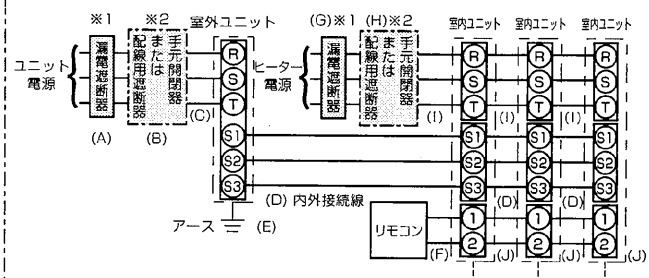 ※1
※2
室外ユニット
(G)※1
(H)※2
室内ユニット
室内ユニット
室内ユニット
ユニット
電源
漏電遮断器
手元開閉器
または
配線用遮断器
R
S
T
ヒーター
電源
漏電遮断器
手元開閉器
または
配線用遮断器
R
S
T
R
S
T
R
S
T
(A)
(B)
(C)
(I)
(I)
(I)
S1
S2
S3
S1
S2
S3
S1
S2
S3
S1
S2
S3
(D) 内外接続線
(D)
(D)
アース
(E)
リモコン
(F)
1
2
1
2
1
2
(J)
(J)
(J)